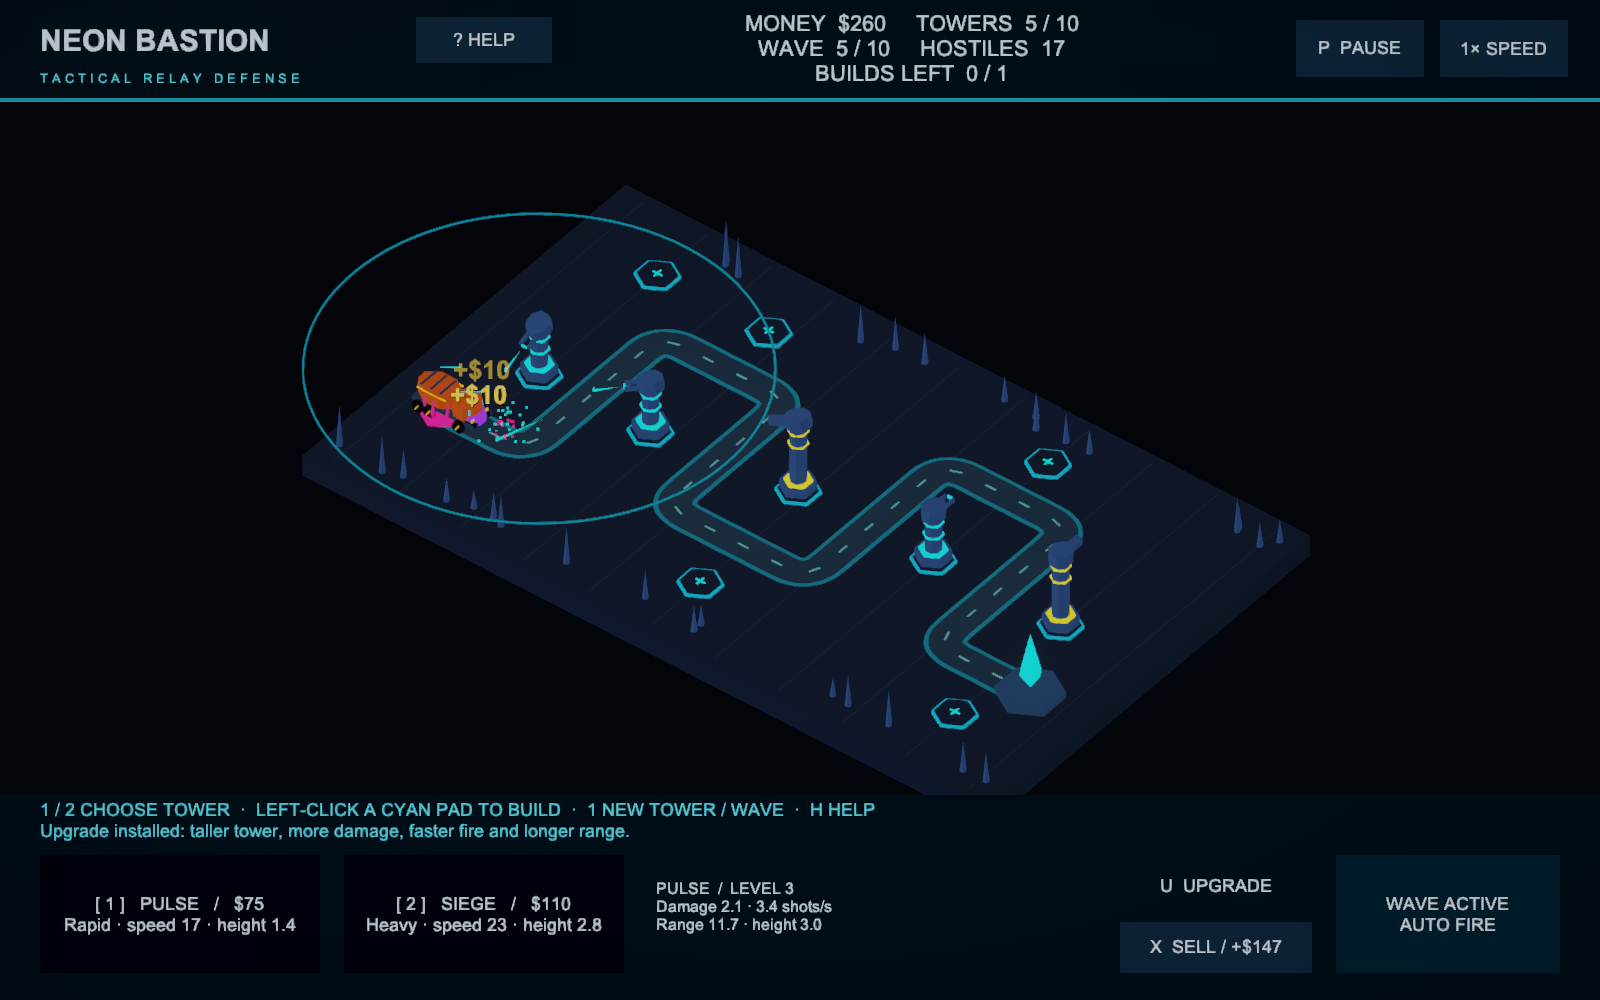 NEON BASTION
TACTICAL RELAY DEFENSE
? HELP
MONEY $260 TOWERS 5 / 10
WAVE 5 / 10 HOSTILES 17
BUILDS LEFT 0 / 1
P PAUSE
1× SPEED
+$10
+$10
1 / 2 CHOOSE TOWER · LEFT-CLICK A CYAN PAD TO BUILD · 1 NEW TOWER / WAVE · H HELP
Upgrade installed: taller tower, more damage, faster fire and longer range.
[ 1 ] PULSE / $75
Rapid · speed 17 · height 1.4
[ 2 ] SIEGE / $110
Heavy · speed 23 · height 2.8
PULSE / LEVEL 3
Damage 2.1 · 3.4 shots/s
Range 11.7 · height 3.0
U UPGRADE
X SELL / +$147
WAVE ACTIVE
AUTO FIRE